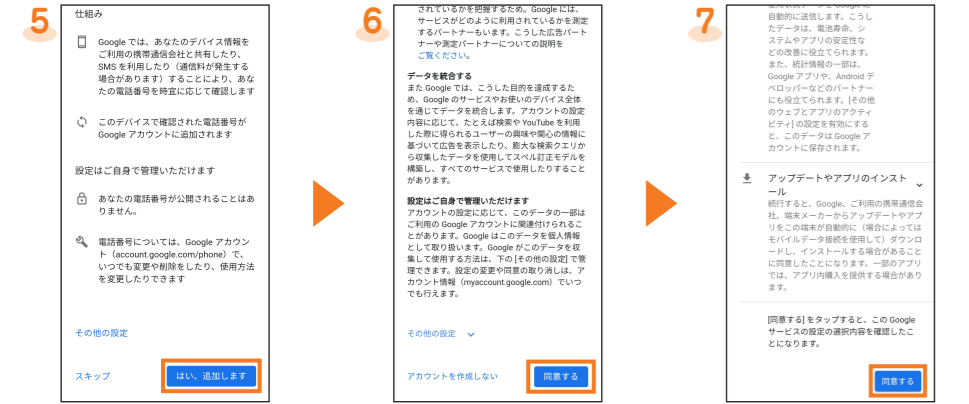 5
仕組み
Google では、あなたのデバイス情報を
ご利用の携帯通信会社と共有したり、
SMS を利用したり（通信料が発生する
場合があります）することにより、あな
たの電話番号を時宜に応じて確認します
このデバイスで確認された電話番号が
Google アカウントに追加されます
設定はご自身で管理いただけます
あなたの電話番号が公開されることはあ
りません。
電話番号については、Google アカウン
ト（account.google.com/phone）で、
いつでも変更や削除をしたり、使用方法
を変更したりできます
その他の設定
スキップ
はい、追加します
6
されているかを把握するため。Google には、
サービスがどのように利用されているかを測定
するパートナーもいます。こうした広告パート
ナーや測定パートナーについての説明を
ご覧ください。
データを統合する
また Google では、こうした目的を達成するた
め、Google のサービスやお使いのデバイス全体
を通じてデータを統合します。アカウントの設定
内容に応じて、たとえば検索や YouTube を利用
した際に得られるユーザーの興味や関心の情報に
基づいて広告を表示したり、膨大な検索クエリか
ら収集したデータを使用してスペル訂正モデルを
構築し、すべてのサービスで使用したりすること
があります。
設定はご自身で管理いただけます
アカウントの設定に応じて、このデータの一部は
ご利用の Google アカウントに関連付けられるこ
とがあります。Google はこのデータを個人情報
として取り扱います。Google がこのデータを収
集して使用する方法は、下の [その他の設定] で管
理できます。設定の変更や同意の取り消しは、ア
カウント情報（myaccount.google.com）でいつ
でも行えます。
その他の設定
アカウントを作成しない
同意する
7
自動的に送信します。こうし
たデータは、電池寿命、シ
ステムやアプリの安定性な
どの改善に役立てられます。
また、統計情報の一部は、
Google アプリや、Android デ
ベロッパーなどのパートナー
にも役立てられます。[その他
のウェブとアプリのアクティ
ビティ] の設定を有効にする
と、このデータは Google ア
カウントに保存されます。
アップデートやアプリのインスト
ール
続行すると、Google、ご利用の携帯通信会
社、端末メーカーからアップデートやアプ
リをこの端末が自動的に（場合によっては
モバイルデータ接続を使用して）ダウンロ
ードし、インストールする場合があること
に同意したことになります。一部のアプリ
では、アプリ内購入を提供する場合があり
ます。
[同意する] をタップすると、この Google
サービスの設定の選択内容を確認したこ
とになります。
同意する